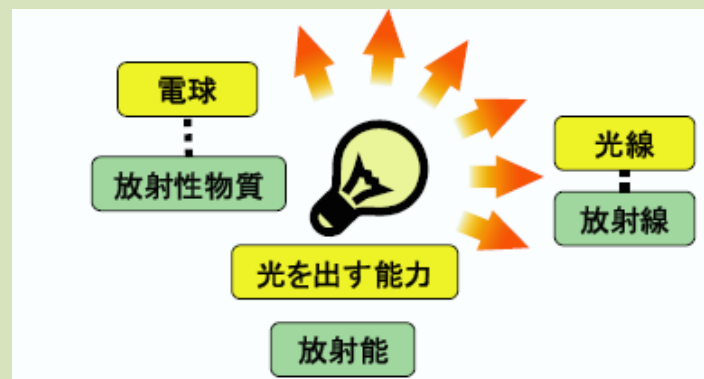 電球
放射性物質
光線
放射線
光を出す能力
放射能